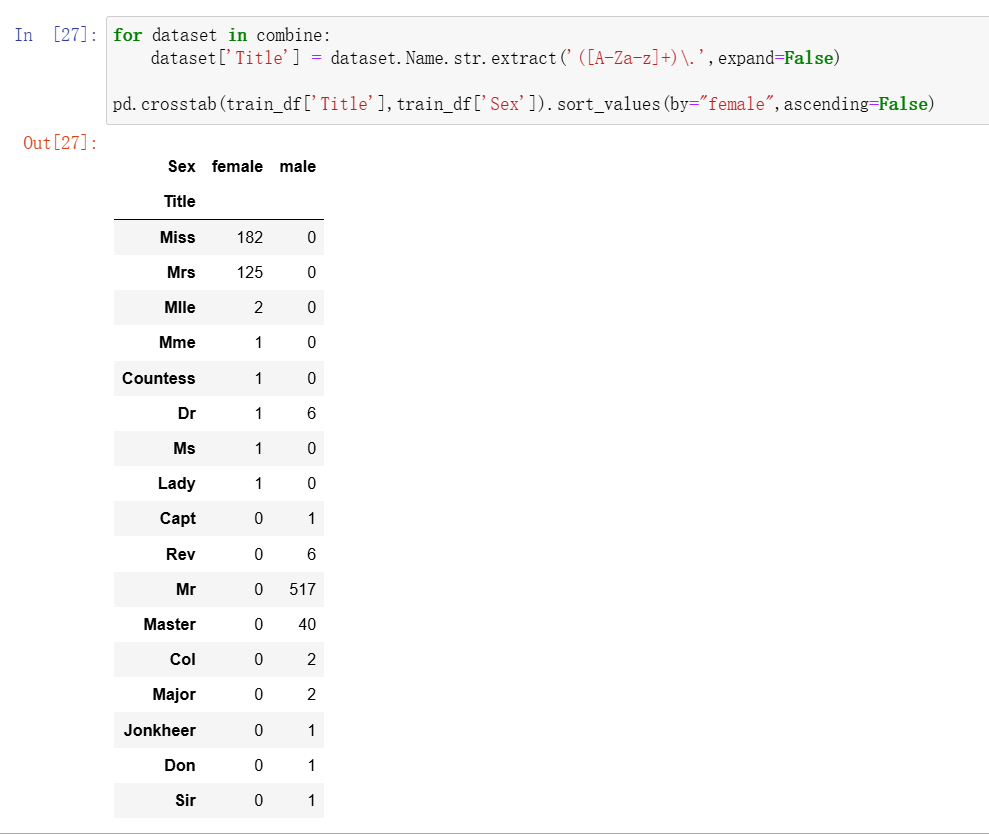 In [27]: for dataset in combine:
dataset['Title'] = dataset.Name.str.extract('([A-Za-z]+)\.',expand=False)
pd.crosstab(train_df['Title'],train_df['Sex']).sort_values(by="female",ascending=False)
Out[27]:
Sex female male
Title
Miss 182 0
Mrs 125 0
Mlle 2 0
Mme 1 0
Countess 1 0
Dr 1 6
Ms 1 0
Lady 1 0
Capt 0 1
Rev 0 6
Mr 0 517
Master 0 40
Col 0 2
Major 0 2
Jonkheer 0 1
Don 0 1
Sir 0 1